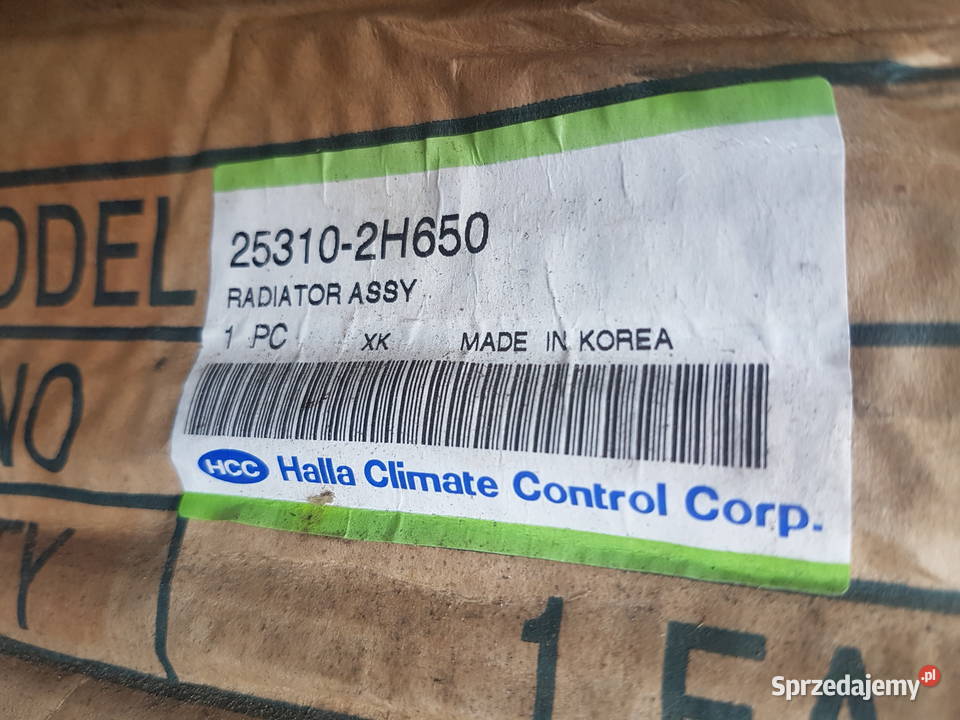 25310-2H650
RADIATOR ASSY
1 PC XK MADE IN KOREA
HCC Halla Climate Control Corp.
ODEL
NO
TY
1 EA
Sprzedajemy.pl